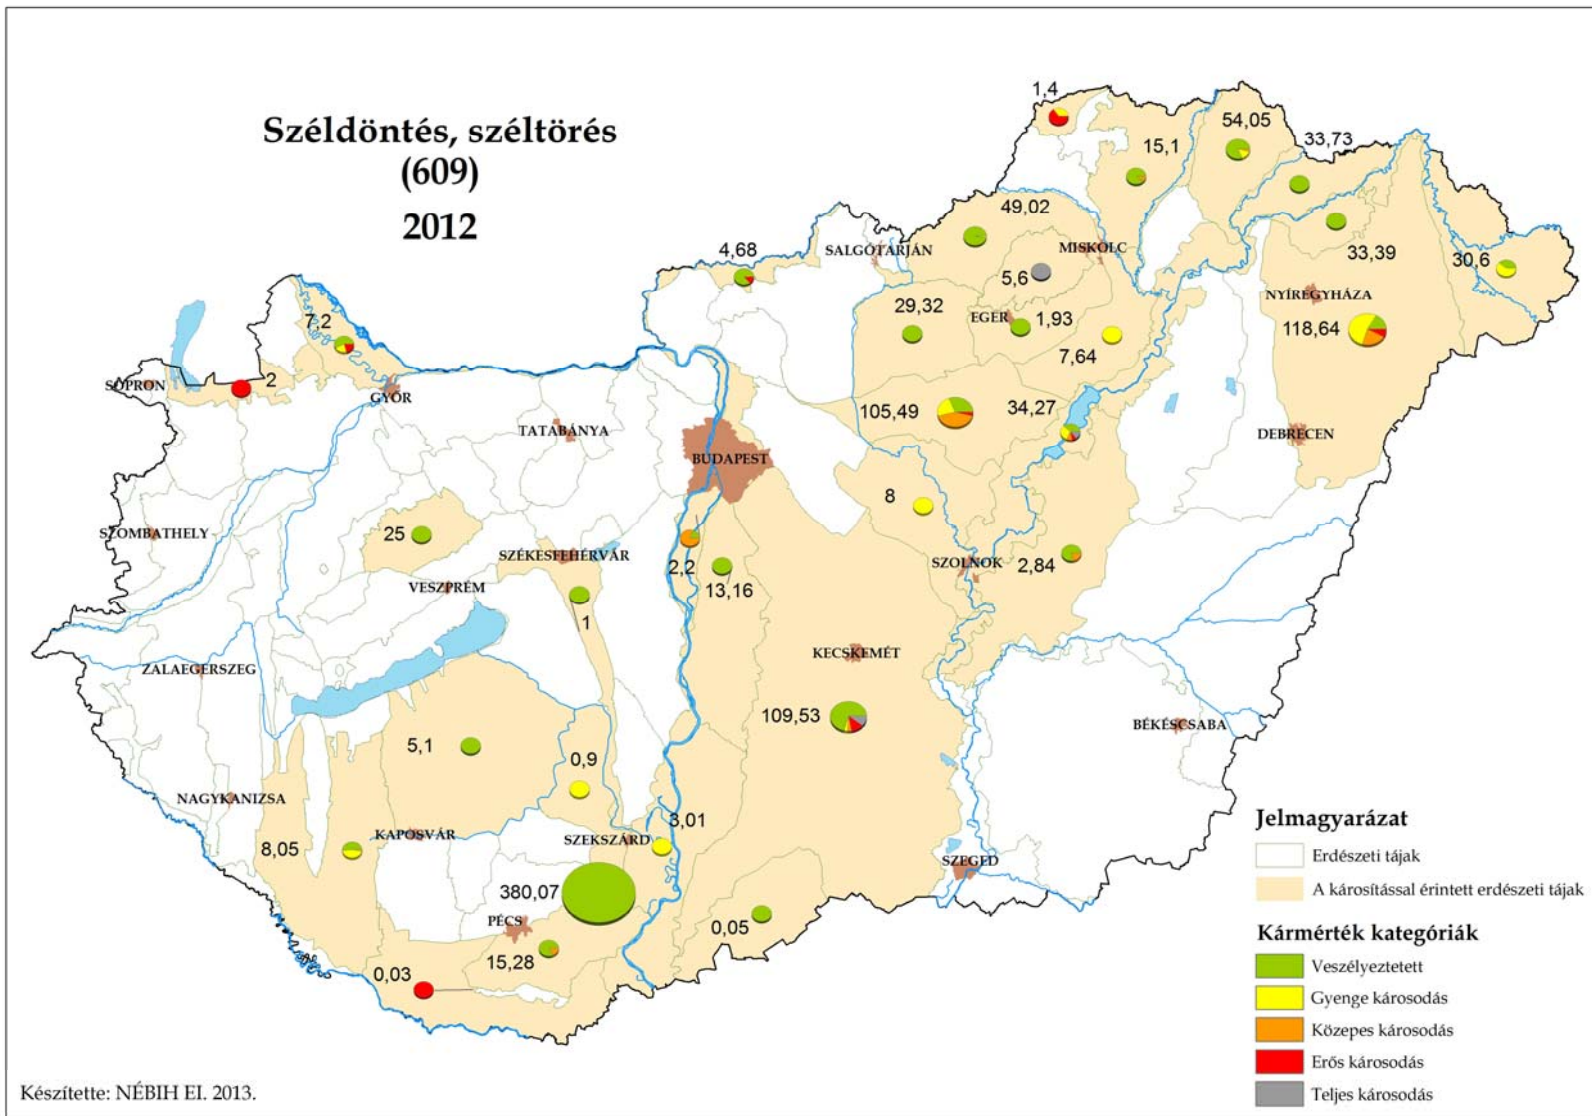 Széldöntés, széltörés
(609)
2012
1,4
15,1
54,05
33,73
49,02
4,68
SALGÓTARJÁN
MISKOLC
5,6
33,39
30,6
29,32
EGER
1,93
NYÍREGYHÁZA
7,2
7,64
118,64
SOPRON
2
GYŐR
105,49
34,27
TATABÁNYA
DEBRECEN
BUDAPEST
8
25
SZOMBATHELY
SZÉKESFEHÉRVÁR
2,2
SZOLNOK
2,84
VESZPRÉM
13,16
1
KECSKEMÉT
ZALAEGERSZEG
109,53
BÉKÉSCSABA
5,1
0,9
NAGYKANIZSA
3,01
KAPOSVÁR
SZEKSZÁRD
8,05
SZEGED
380,07
PÉCS
0,05
15,28
0,03
Jelmagyarázat
Erdészeti tájak
A károsítással érintett erdészeti tájak
Kármérték kategóriák
Veszélyeztetett
Gyenge károsodás
Közepes károsodás
Erős károsodás
Teljes károsodás
Készítette: NÉBIH EI. 2013.